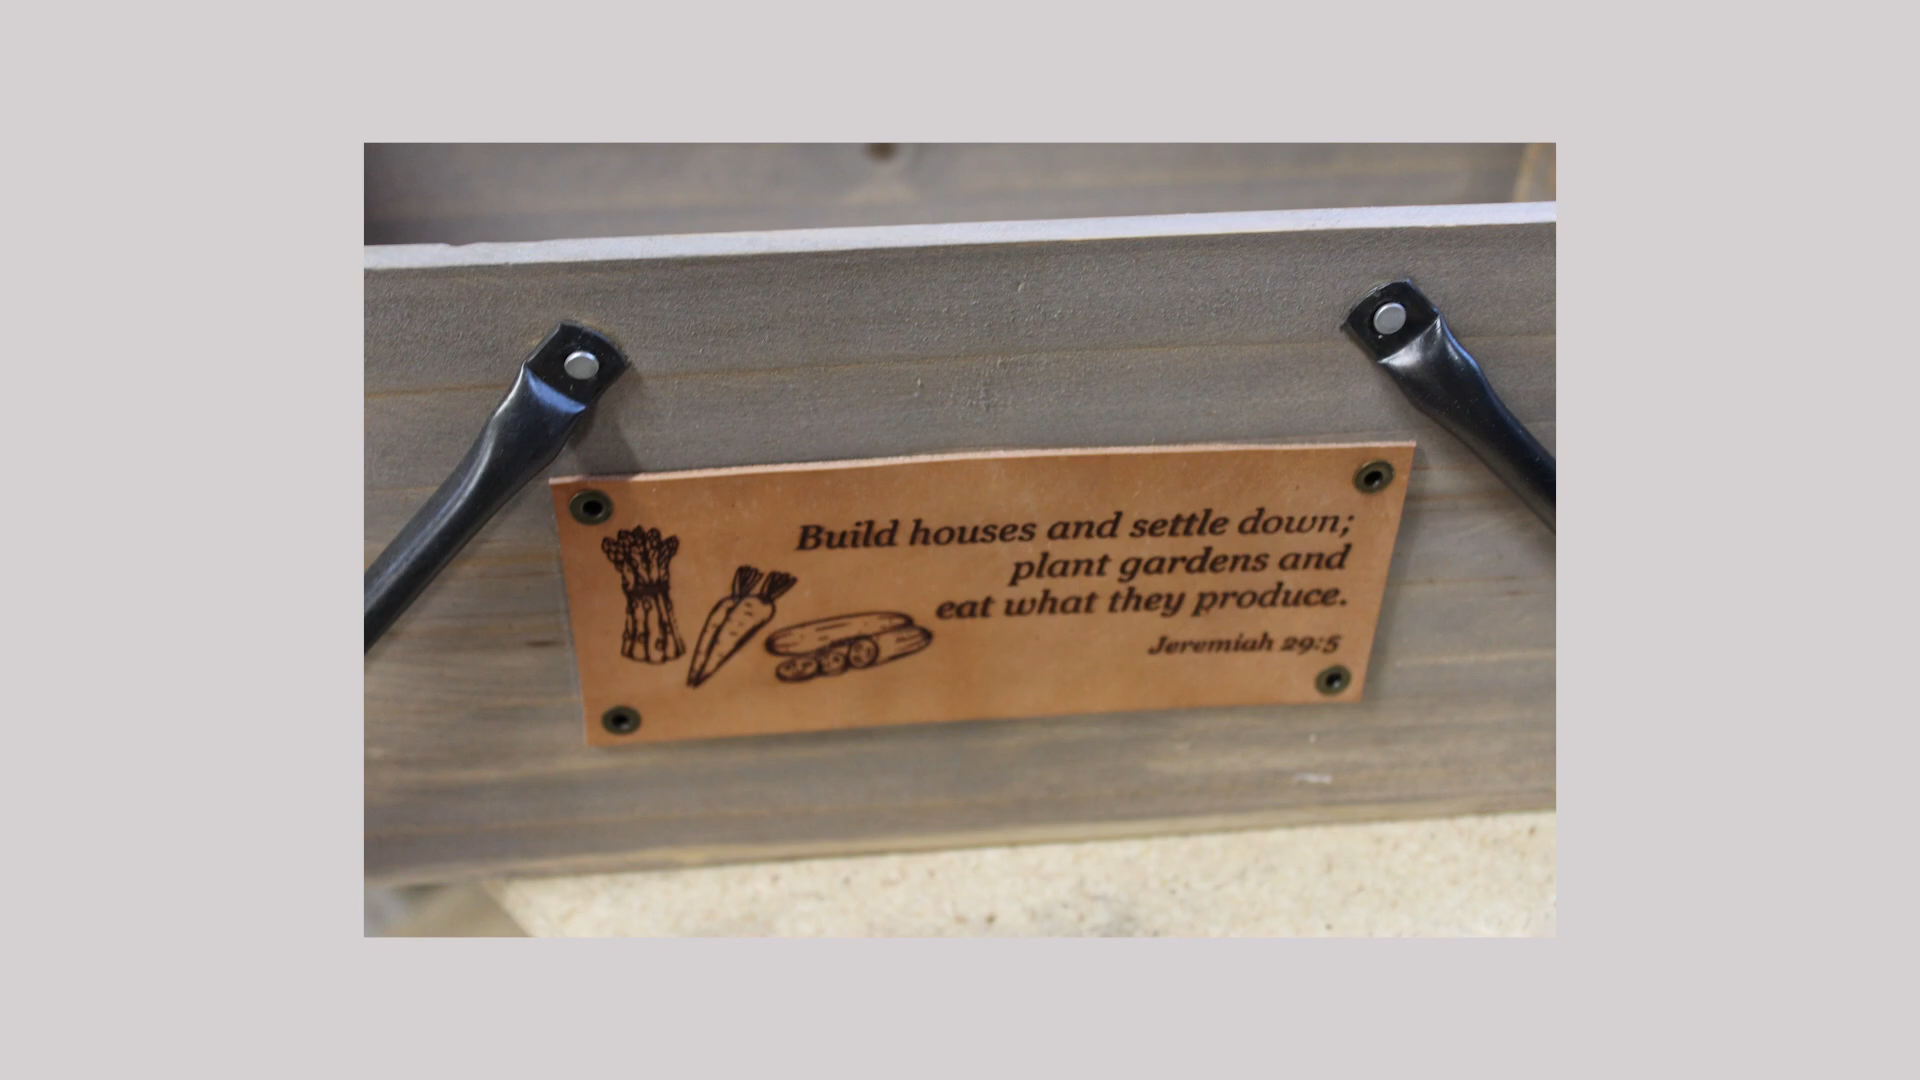 Build houses and settle down;
plant gardens and
eat what they produce.
Jeremiah 29:5